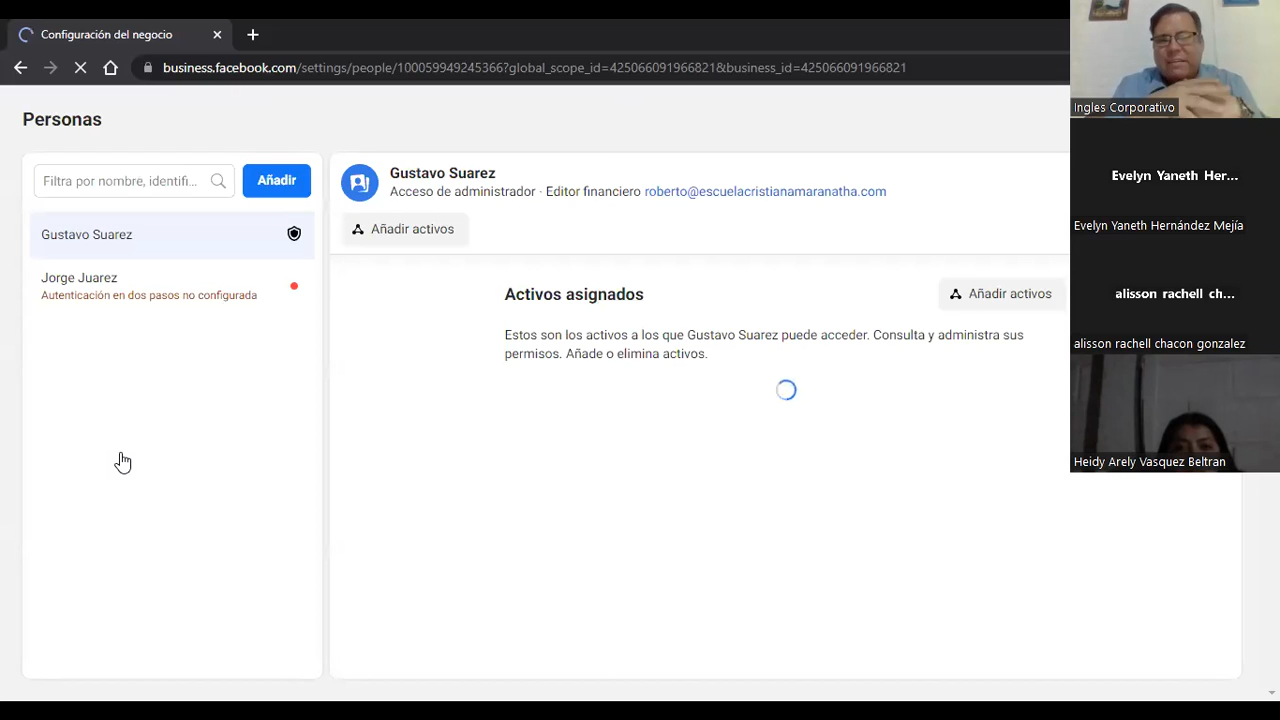 Configuración del negocio
business.facebook.com/settings/people/100059949245366?global_scope_id=425066091966821&business_id=425066091966821
Personas
Filtra por nombre, identifi...
Añadir
Gustavo Suarez
Jorge Juarez
Autenticación en dos pasos no configurada
Gustavo Suarez
Acceso de administrador · Editor financiero roberto@escuelacristianamaranatha.com
Añadir activos
Activos asignados
Añadir activos
Estos son los activos a los que Gustavo Suarez puede acceder. Consulta y administra sus
permisos. Añade o elimina activos.
Ingles Corporativo
Evelyn Yaneth Her...
Evelyn Yaneth Hernández Mejía
alisson rachell ch...
alisson rachell chacon gonzalez
Heidy Arely Vasquez Beltran